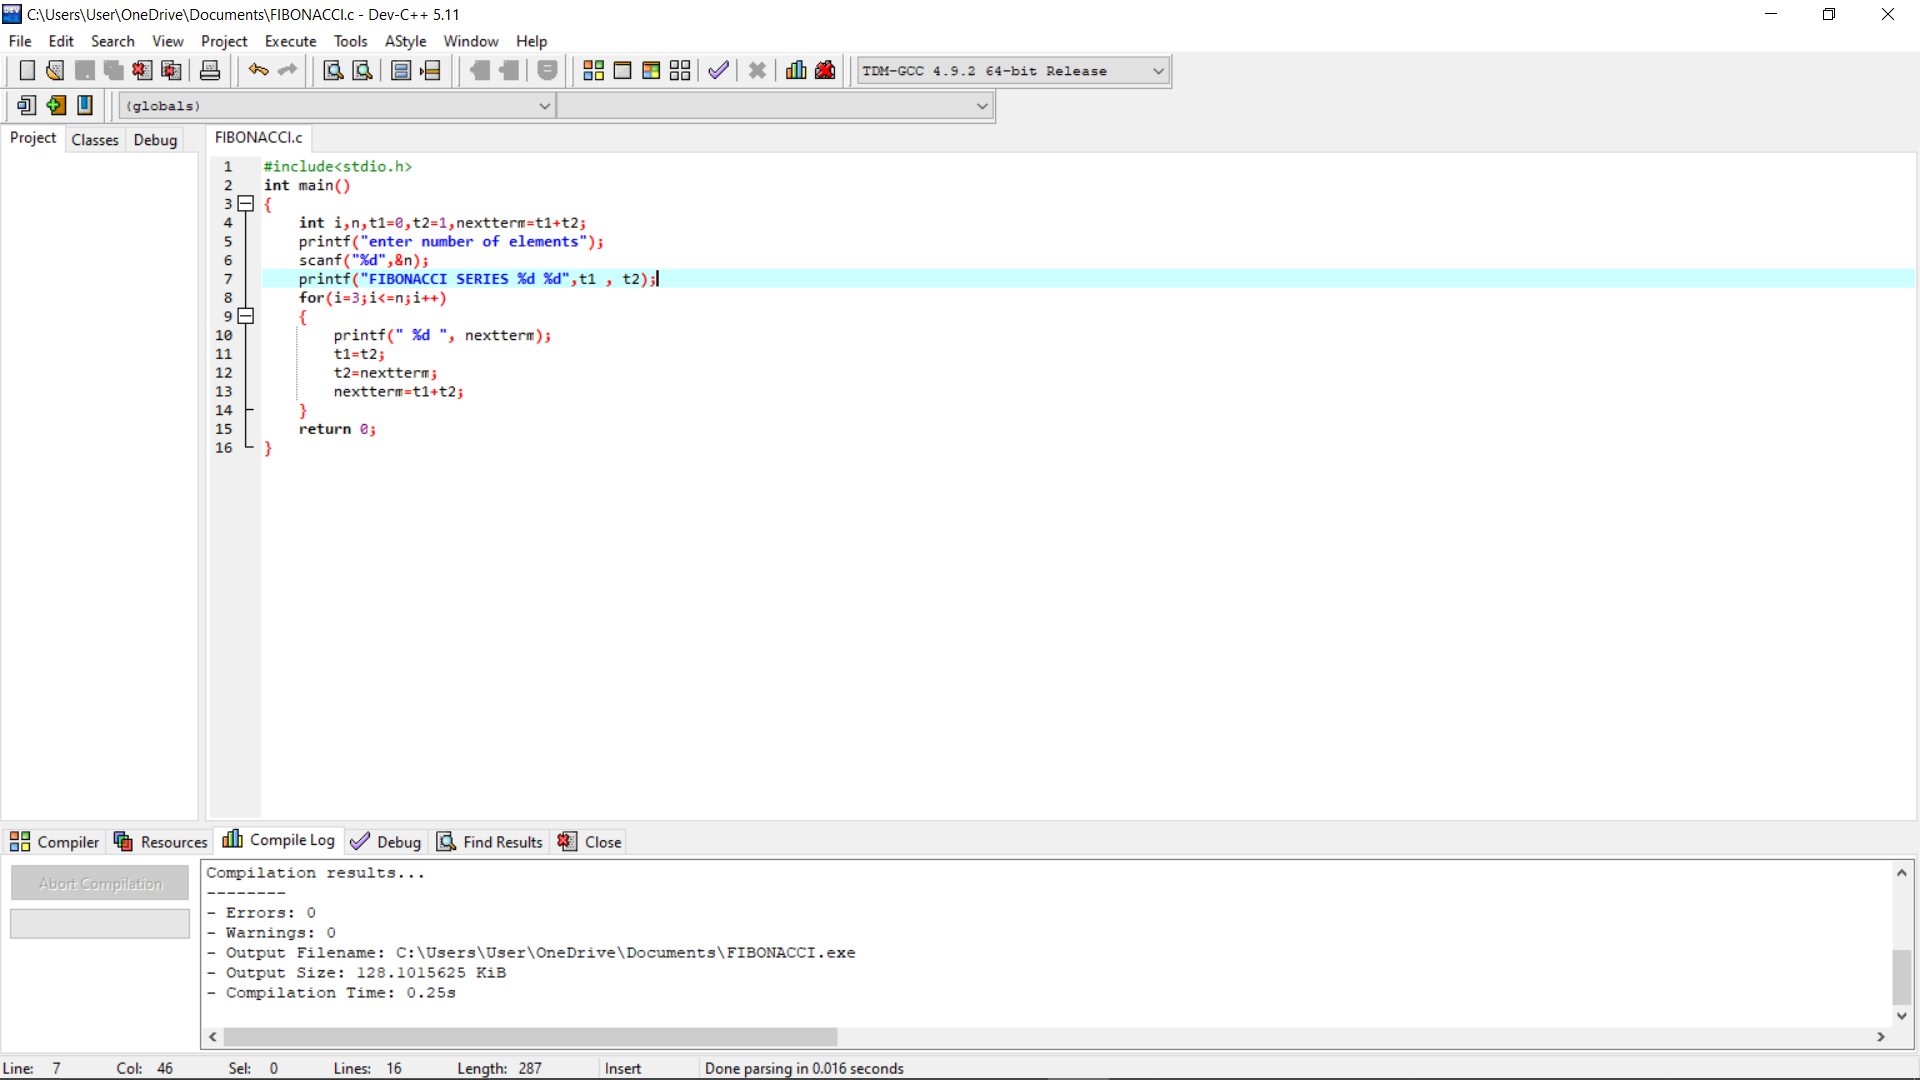 C:\Users\User\OneDrive\Documents\FIBONACCI.c - Dev-C++ 5.11
File Edit Search View Project Execute Tools AStyle Window Help
TDM-GCC 4.9.2 64-bit Release
(globals)
Project Classes Debug
FIBONACCI.c
1 #include<stdio.h>
2 int main()
3 {
4 int i,n,t1=0,t2=1,nextterm=t1+t2;
5 printf("enter number of elements");
6 scanf("%d",&n);
7 printf("FIBONACCI SERIES %d %d",t1 , t2);
8 for(i=3;i<=n;i++)
9 {
10 printf(" %d ", nextterm);
11 t1=t2;
12 t2=nextterm;
13 nextterm=t1+t2;
14 }
15 return 0;
16 }
Compiler Resources Compile Log Debug Find Results Close
Abort Compilation
Compilation results...
--------
- Errors: 0
- Warnings: 0
- Output Filename: C:\Users\User\OneDrive\Documents\FIBONACCI.exe
- Output Size: 128.1015625 KiB
- Compilation Time: 0.25s
Line: 7 Col: 46 Sel: 0 Lines: 16 Length: 287 Insert Done parsing in 0.016 seconds